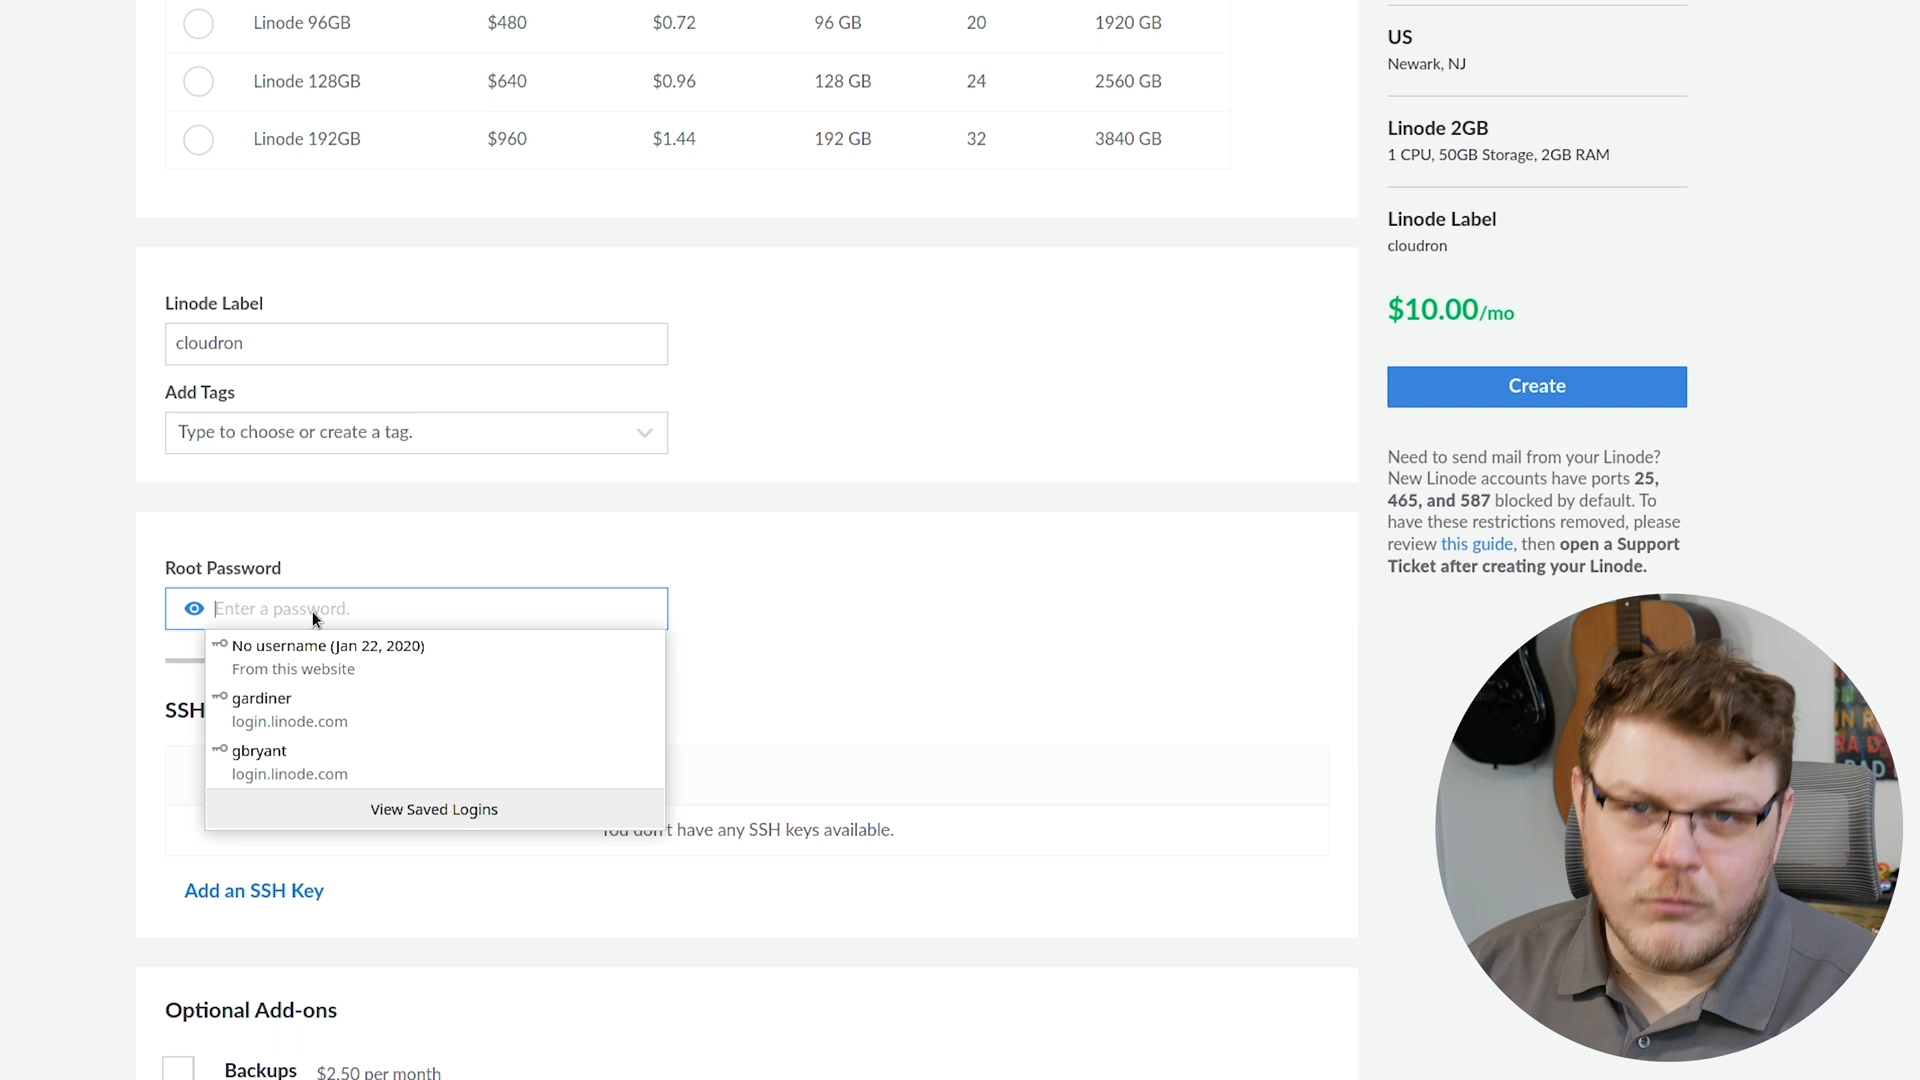 Linode 96GB $480 $0.72 96 GB 20 1920 GB
Linode 128GB $640 $0.96 128 GB 24 2560 GB
Linode 192GB $960 $1.44 192 GB 32 3840 GB
Linode Label
cloudron
Add Tags
Type to choose or create a tag.
Root Password
Enter a password.
No username (Jan 22, 2020)
From this website
gardiner
login.linode.com
gbryant
login.linode.com
View Saved Logins
SSH
You don't have any SSH keys available.
Add an SSH Key
Optional Add-ons
Backups $2.50 per month
US
Newark, NJ
Linode 2GB
1 CPU, 50GB Storage, 2GB RAM
Linode Label
cloudron
$10.00/mo
Create
Need to send mail from your Linode?
New Linode accounts have ports 25,
465, and 587 blocked by default. To
have these restrictions removed, please
review this guide, then open a Support
Ticket after creating your Linode.